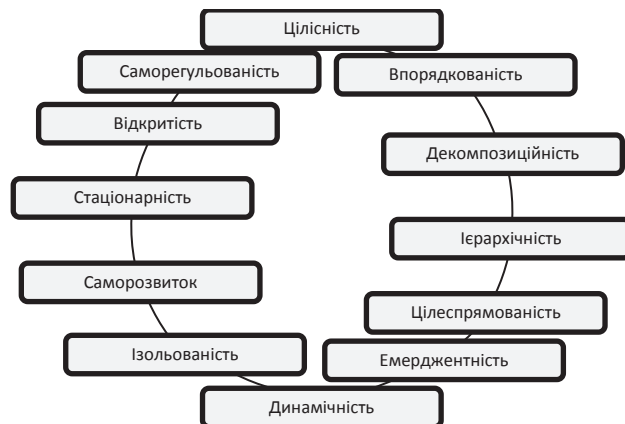 Цілісність
Саморегульованість
Впорядкованість
Відкритість
Декомпозиційність
Стаціонарність
Ієрархічність
Саморозвиток
Цілеспрямованість
Ізольованість
Емерджентність
Динамічність